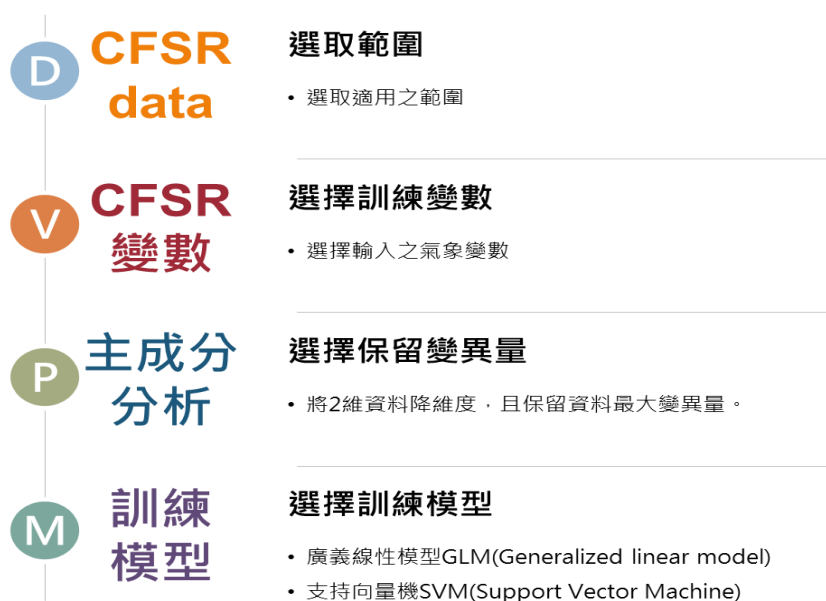 D
CFSR
data
選取範圍
• 選取適用之範圍
V
CFSR
變數
選擇訓練變數
• 選擇輸入之氣象變數
P
主成分
分析
選擇保留變異量
• 將2維資料降維度，且保留資料最大變異量。
M
訓練
模型
選擇訓練模型
• 廣義線性模型GLM(Generalized linear model)
• 支持向量機SVM(Support Vector Machine)